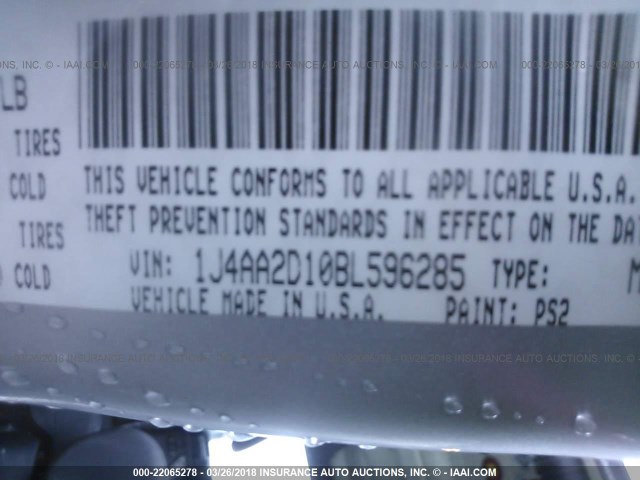 LB
TIRES
COLD
TIRES
COLD
THIS VEHICLE CONFORMS TO ALL APPLICABLE U.S.A.
THEFT PREVENTION STANDARDS IN EFFECT ON THE DAT
VIN: 1J4AA2D10BL596285 TYPE: M
VEHICLE MADE IN U.S.A. PAINT: PS2
000-22065278 - 03/26/2018 INSURANCE AUTO AUCTIONS, INC. - © IAAI.COM